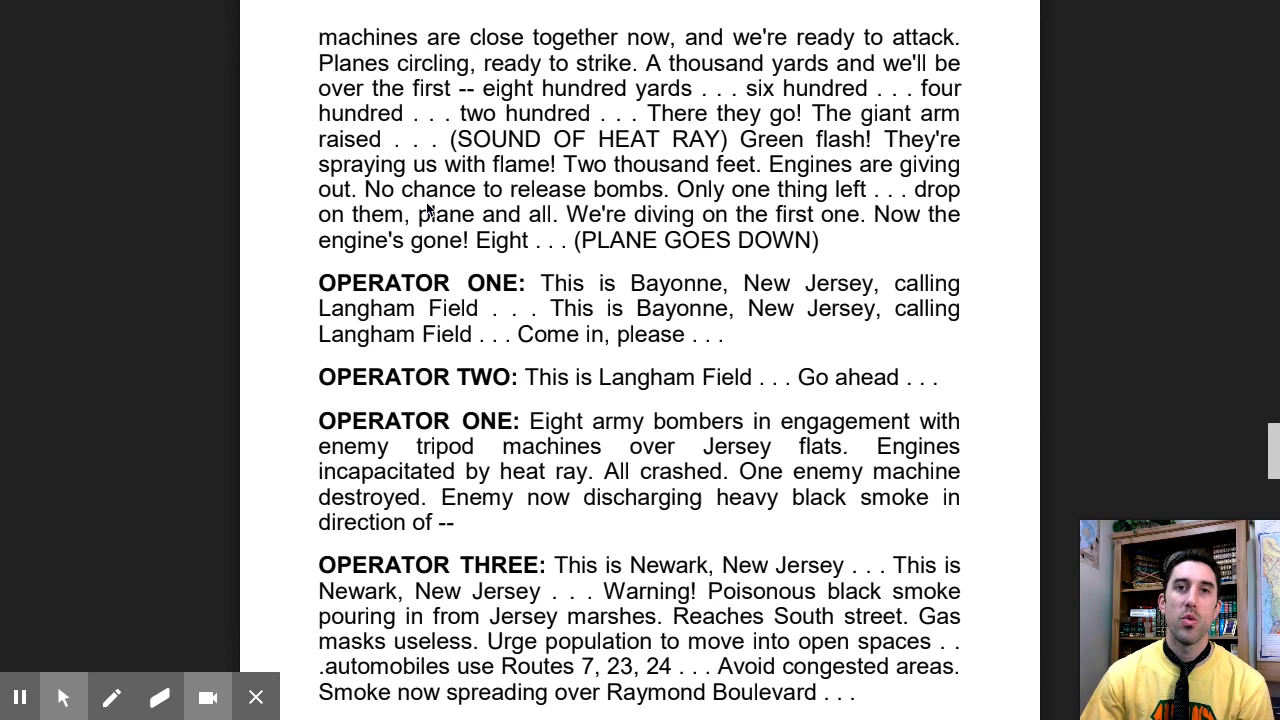 machines are close together now, and we're ready to attack.
Planes circling, ready to strike. A thousand yards and we'll be
over the first -- eight hundred yards . . . six hundred . . . four
hundred . . . two hundred . . . There they go! The giant arm
raised . . . (SOUND OF HEAT RAY) Green flash! They're
spraying us with flame! Two thousand feet. Engines are giving
out. No chance to release bombs. Only one thing left . . . drop
on them, plane and all. We're diving on the first one. Now the
engine's gone! Eight . . . (PLANE GOES DOWN)
OPERATOR ONE: This is Bayonne, New Jersey, calling
Langham Field . . . This is Bayonne, New Jersey, calling
Langham Field . . . Come in, please . . .
OPERATOR TWO: This is Langham Field . . . Go ahead . . .
OPERATOR ONE: Eight army bombers in engagement with
enemy tripod machines over Jersey flats. Engines
incapacitated by heat ray. All crashed. One enemy machine
destroyed. Enemy now discharging heavy black smoke in
direction of --
OPERATOR THREE: This is Newark, New Jersey . . . This is
Newark, New Jersey . . . Warning! Poisonous black smoke
pouring in from Jersey marshes. Reaches South street. Gas
masks useless. Urge population to move into open spaces . .
.automobiles use Routes 7, 23, 24 . . . Avoid congested areas.
Smoke now spreading over Raymond Boulevard . . .